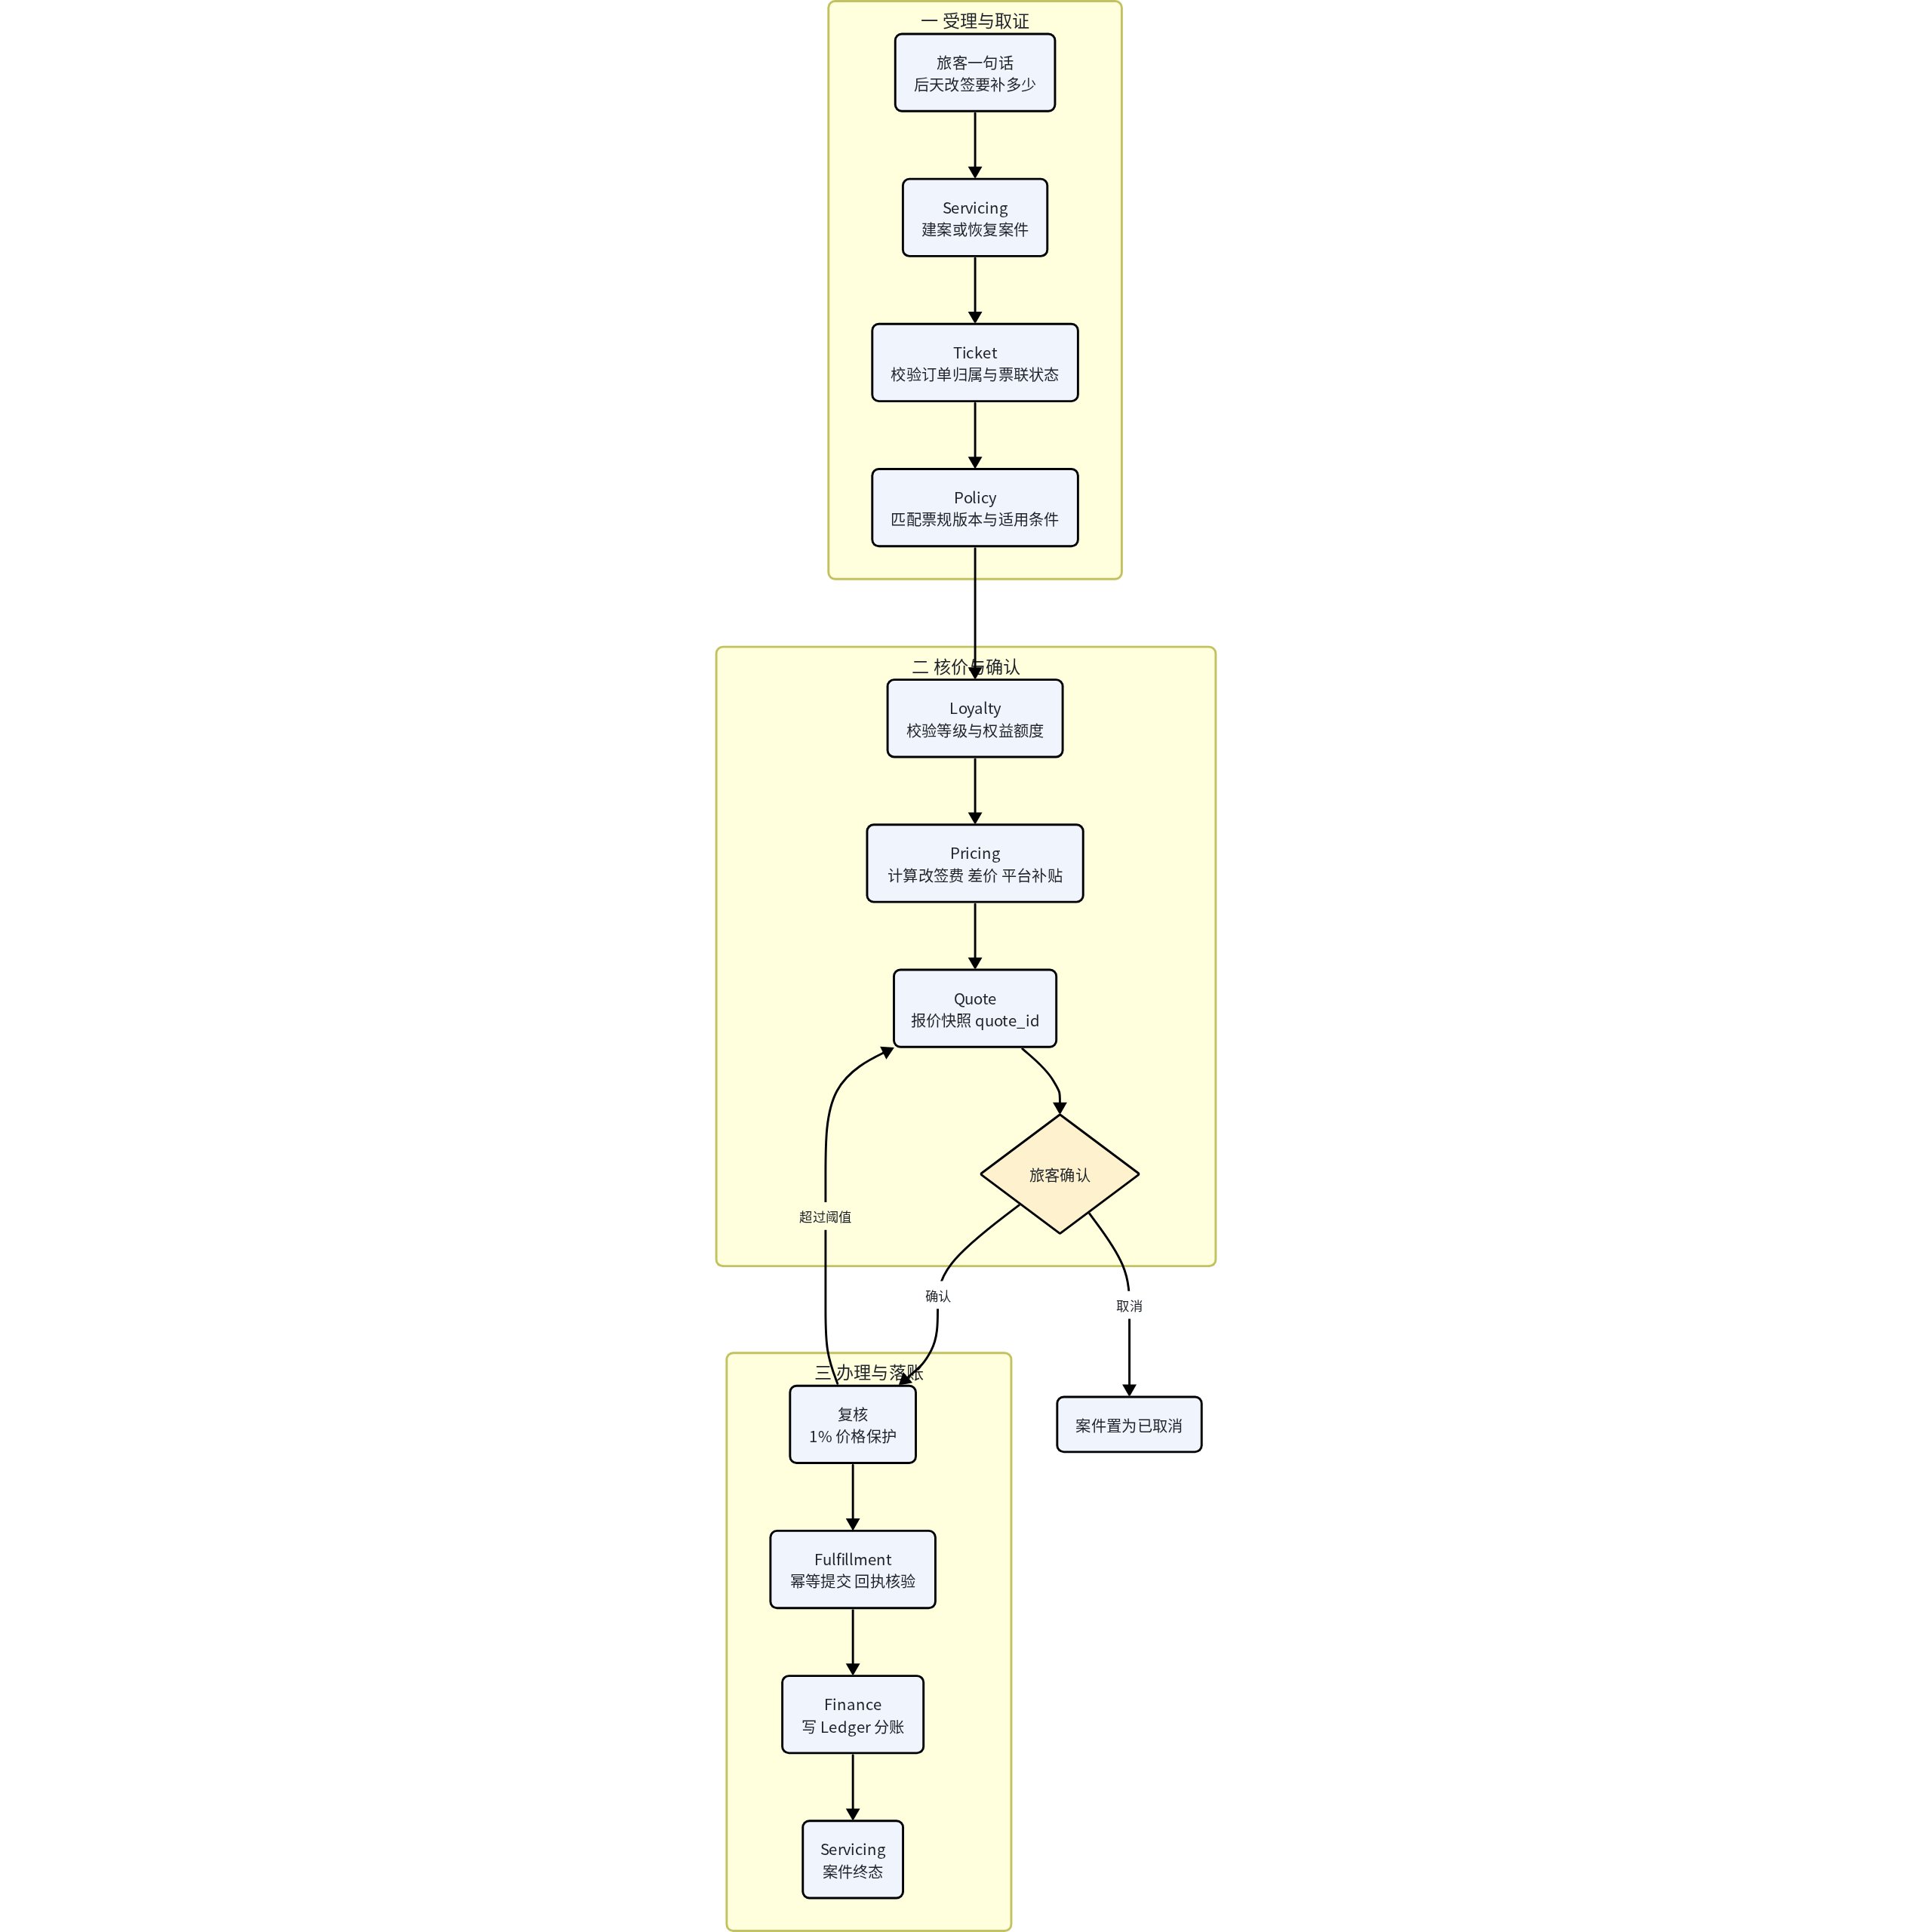 一 受理与取证
旅客一句话
后天改签要补多少
Servicing
建案或恢复案件
Ticket
校验订单归属与票联状态
Policy
匹配票规版本与适用条件
二 核价与确认
Loyalty
校验等级与权益额度
Pricing
计算改签费 差价 平台补贴
Quote
报价快照 quote_id
旅客确认
超过阈值
确认
取消
三 办理与落账
复核
1% 价格保护
案件置为已取消
Fulfillment
幂等提交 回执核验
Finance
写 Ledger 分账
Servicing
案件终态